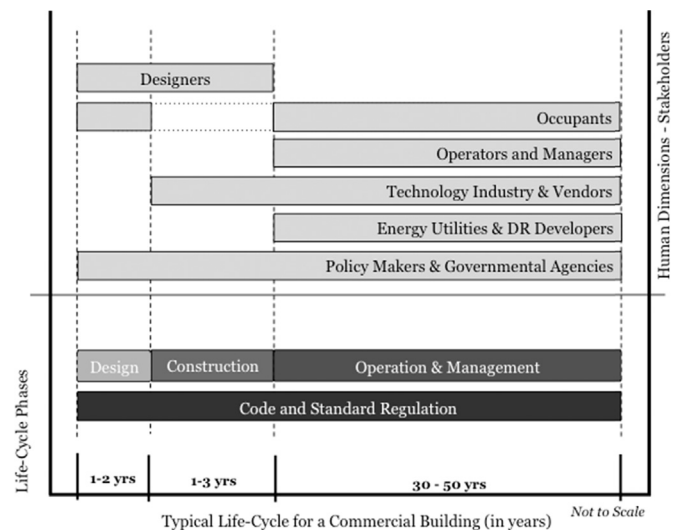 Designers
Occupants
Operators and Managers
Technology Industry & Vendors
Energy Utilities & DR Developers
Policy Makers & Governmental Agencies
Human Dimensions - Stakeholders
Design
Construction
Operation & Management
Code and Standard Regulation
Life-Cycle Phases
1-2 yrs
1-3 yrs
30 - 50 yrs
Not to Scale
Typical Life-Cycle for a Commercial Building (in years)